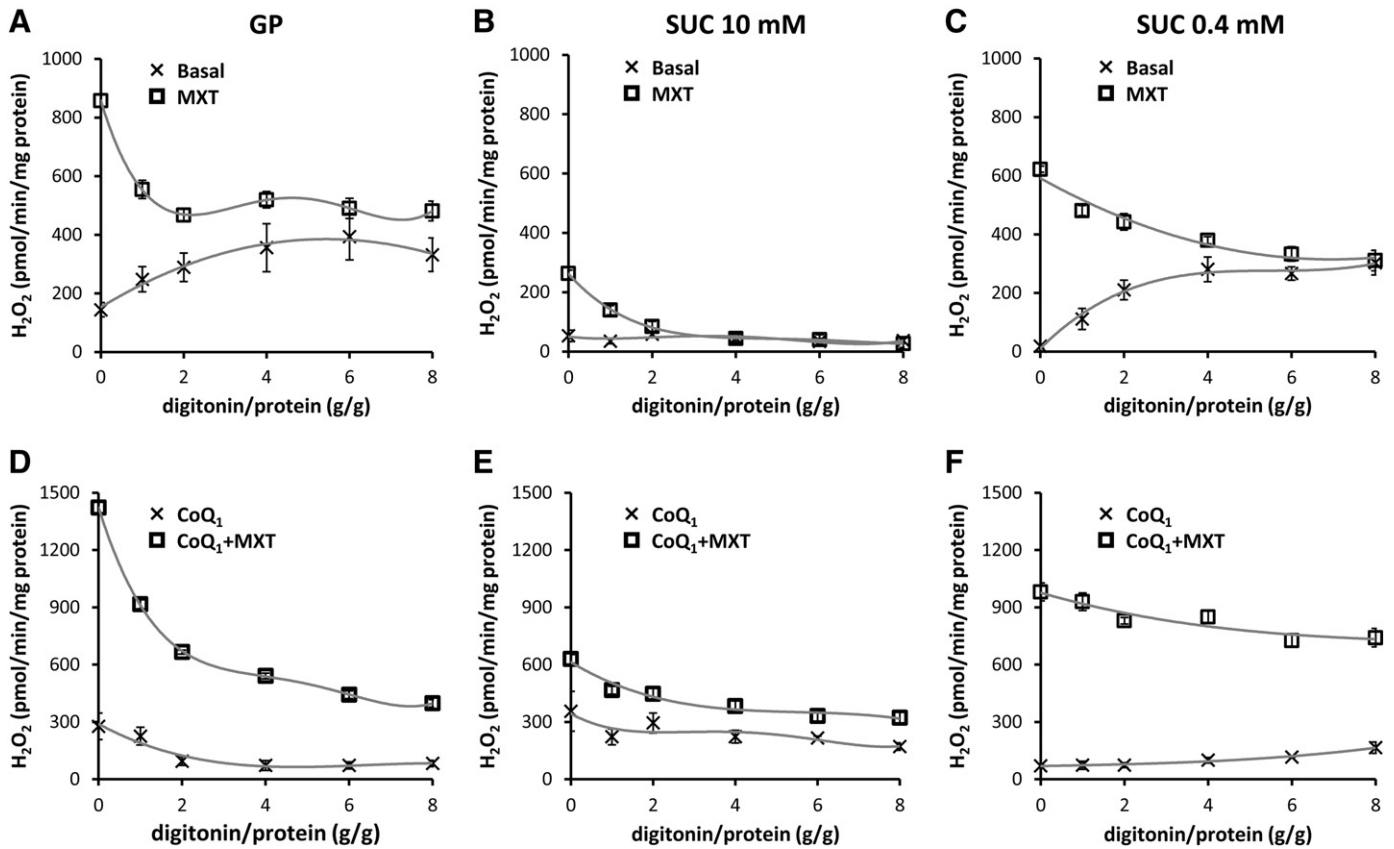 A
GP
H₂O₂ (pmol/min/mg protein)
1000
800
600
400
200
0
× Basal
MXT
0 2 4 6 8
digitonin/protein (g/g)
B
SUC 10 mM
H₂O₂ (pmol/min/mg protein)
1000
800
600
400
200
0
× Basal
MXT
0 2 4 6 8
digitonin/protein (g/g)
C
SUC 0.4 mM
H₂O₂ (pmol/min/mg protein)
1000
800
600
400
200
0
× Basal
MXT
0 2 4 6 8
digitonin/protein (g/g)
D
H₂O₂ (pmol/min/mg protein)
1500
1200
900
600
300
0
× CoQ₁
CoQ₁+MXT
0 2 4 6 8
digitonin/protein (g/g)
E
H₂O₂ (pmol/min/mg protein)
1500
1200
900
600
300
0
× CoQ₁
CoQ₁+MXT
0 2 4 6 8
digitonin/protein (g/g)
F
H₂O₂ (pmol/min/mg protein)
1500
1200
900
600
300
0
× CoQ₁
CoQ₁+MXT
0 2 4 6 8
digitonin/protein (g/g)